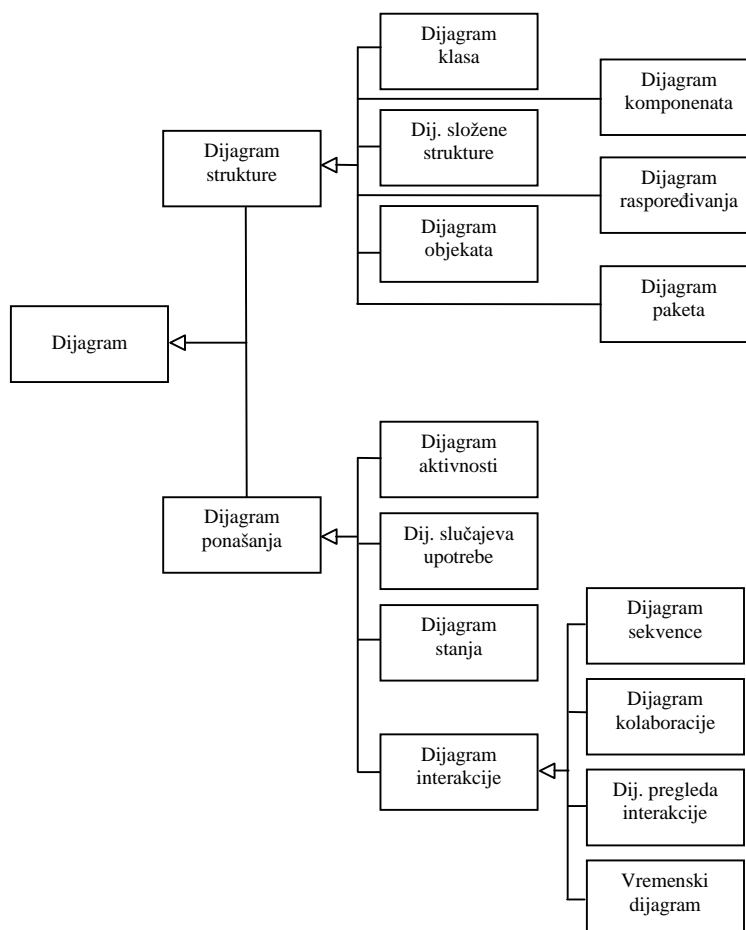 Dijagram
klasa
Dijagram
komponenata
Dij. složene
strukture
Dijagram
strukture
Dijagram
raspoređivanja
Dijagram
objekata
Dijagram
paketa
Dijagram
Dijagram
aktivnosti
Dijagram
ponašanja
Dij. slučajeva
upotrebe
Dijagram
sekvence
Dijagram
stanja
Dijagram
kolaboracije
Dijagram
interakcije
Dij. pregleda
interakcije
Vremenski
dijagram